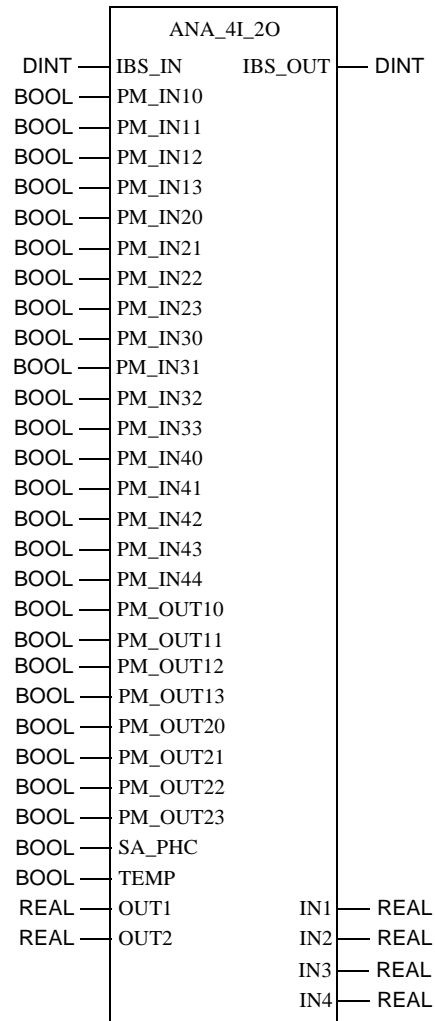 ANA_4I_2O
DINT IBS_IN IBS_OUT DINT
BOOL PM_IN10
BOOL PM_IN11
BOOL PM_IN12
BOOL PM_IN13
BOOL PM_IN20
BOOL PM_IN21
BOOL PM_IN22
BOOL PM_IN23
BOOL PM_IN30
BOOL PM_IN31
BOOL PM_IN32
BOOL PM_IN33
BOOL PM_IN40
BOOL PM_IN41
BOOL PM_IN42
BOOL PM_IN43
BOOL PM_IN44
BOOL PM_OUT10
BOOL PM_OUT11
BOOL PM_OUT12
BOOL PM_OUT13
BOOL PM_OUT20
BOOL PM_OUT21
BOOL PM_OUT22
BOOL PM_OUT23
BOOL SA_PHC
BOOL TEMP
REAL OUT1 IN1 REAL
REAL OUT2 IN2 REAL
IN3 REAL
IN4 REAL